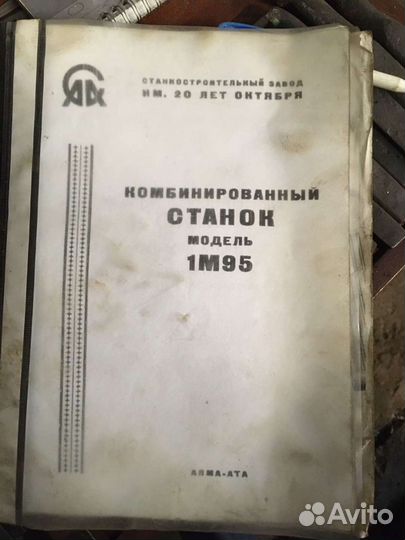 СТАНКОСТРОИТЕЛЬНЫЙ ЗАВОД
ИМ. 20 ЛЕТ ОКТЯБРЯ
КОМБИНИРОВАННЫЙ
СТАНОК
МОДЕЛЬ
1М95
АЛМА-АТА
Avito